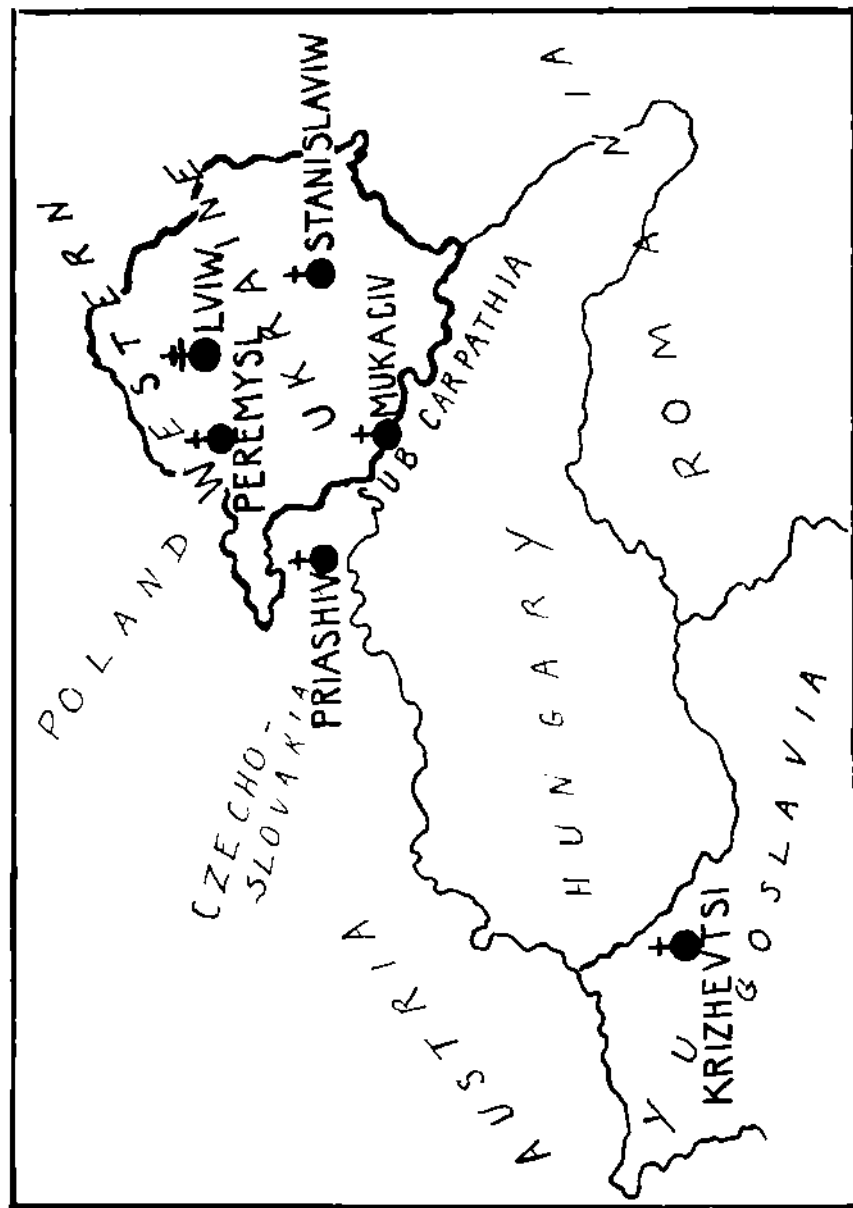 POLAND
WESTERN
UKRAINE
LVIW
PEREMYSL
STANISLAVIW
MUKACIV
SUB CARPATHIA
PRIASHIV
CZECHO-
SLOVAKIA
AUSTRIA
HUNGARY
ROMANIA
KRIZHEVTSI
YUGOSLAVIA